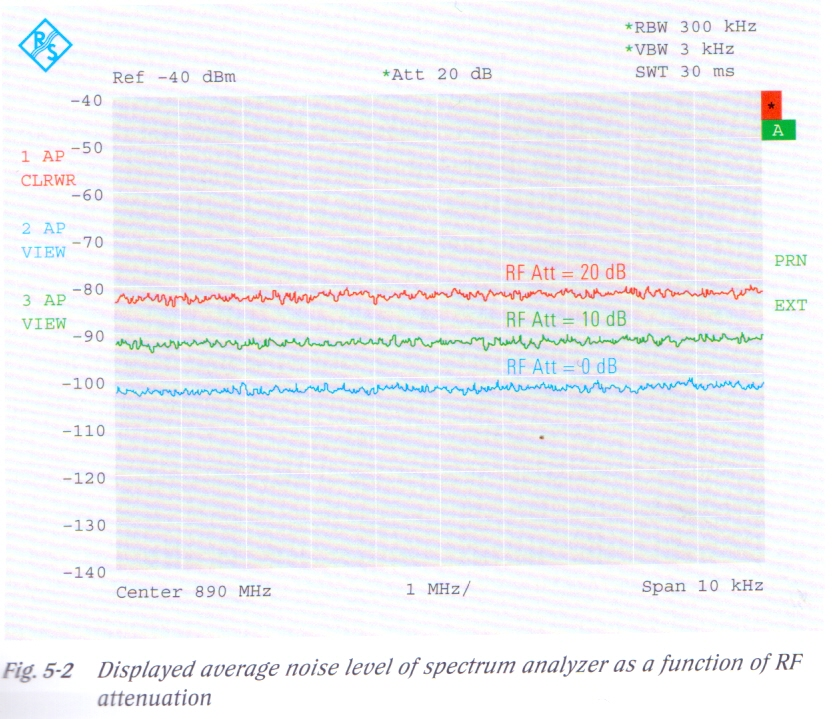 R S
*RBW 300 kHz
*VBW 3 kHz
Ref -40 dBm *Att 20 dB SWT 30 ms
-40
*
A
-50
1 AP
CLRWR
-60
2 AP
VIEW
-70
PRN
RF Att = 20 dB
-80
3 AP
VIEW
EXT
RF Att = 10 dB
-90
RF Att = 0 dB
-100
-110
-120
-130
-140
Center 890 MHz 1 MHz/ Span 10 kHz
Fig. 5-2 Displayed average noise level of spectrum analyzer as a function of RF
attenuation